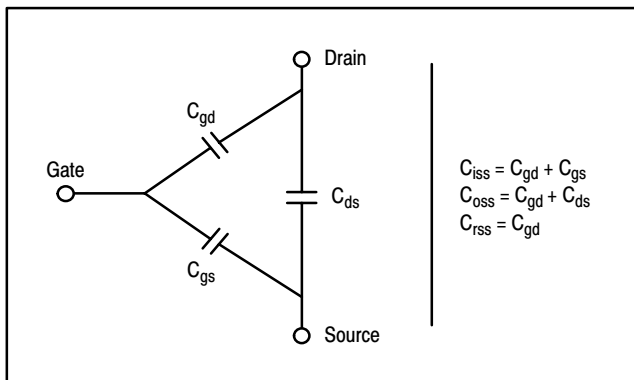 Drain
C_gd
Gate
C_ds
C_gs
Source
C_iss = C_gd + C_gs
C_oss = C_gd + C_ds
C_rss = C_gd